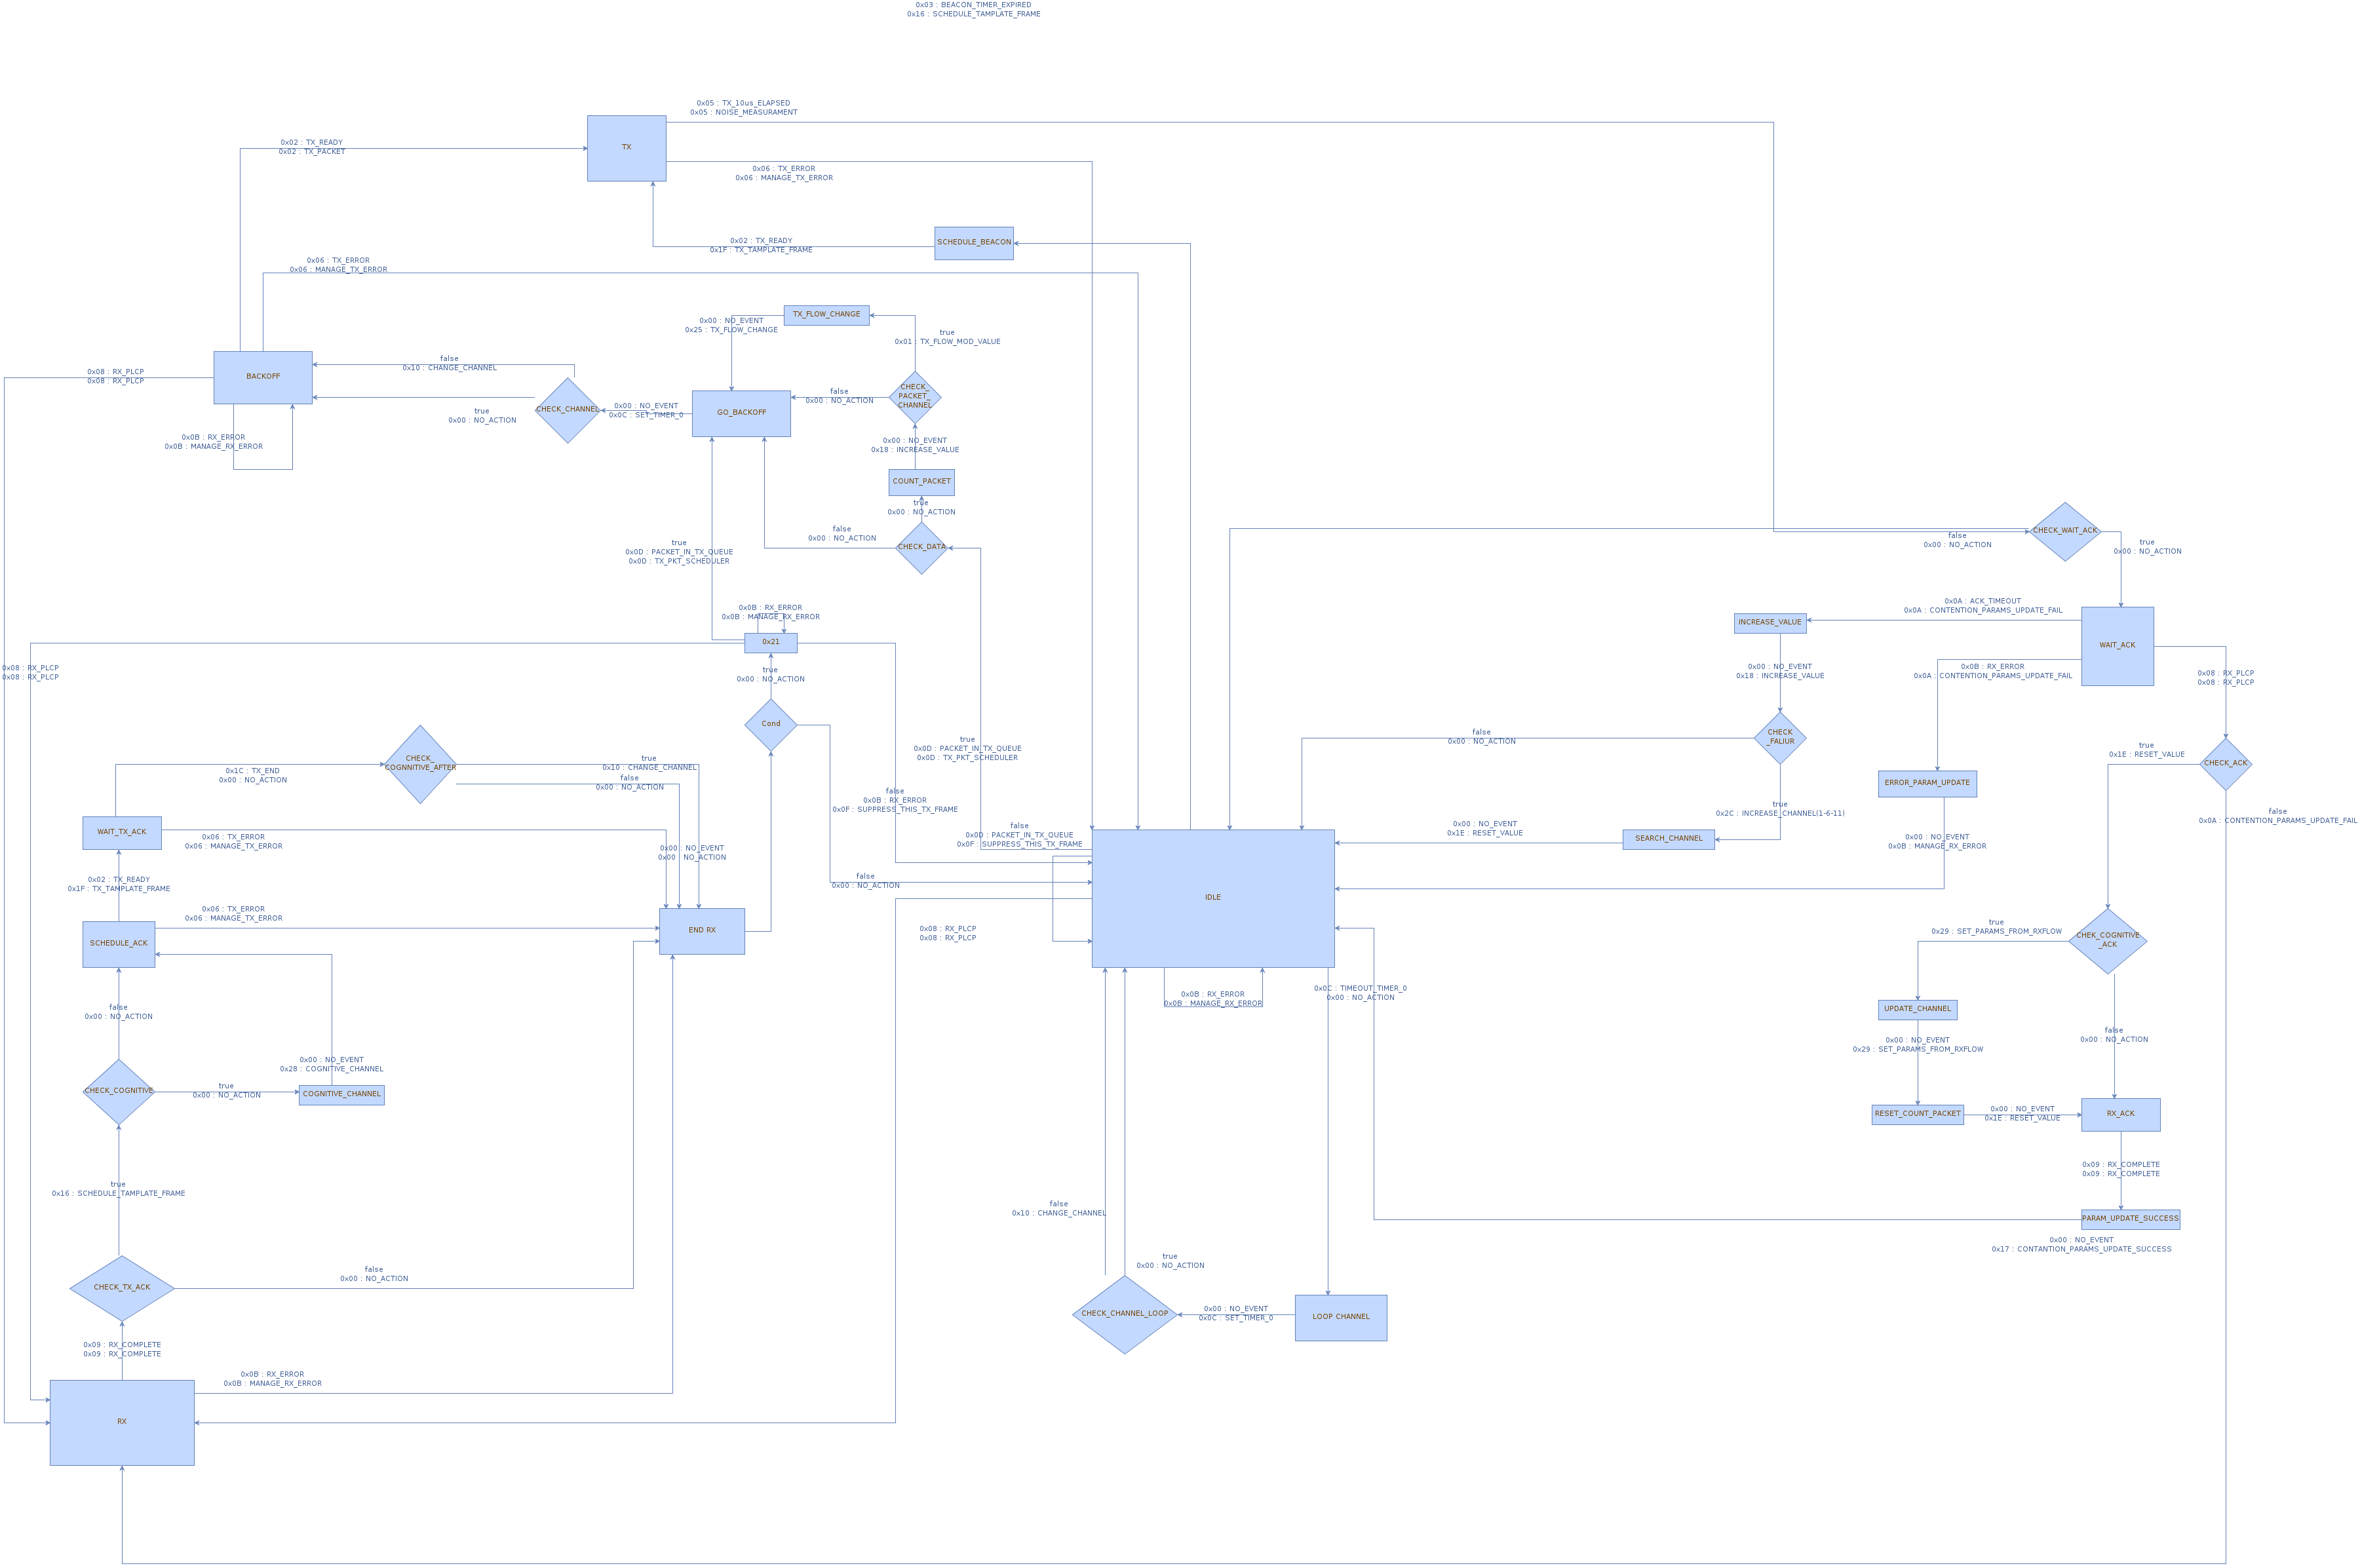 0x03 : BEACON_TIMER_EXPIRED
0x16 : SCHEDULE_TAMPLATE_FRAME
0x05 : TX_10us_ELAPSED
0x05 : NOISE_MEASURAMENT
TX
0x02 : TX_READY
0x02 : TX_PACKET
0x06 : TX_ERROR
0x06 : MANAGE_TX_ERROR
0x02 : TX_READY
0x1F : TX_TAMPLATE_FRAME
SCHEDULE_BEACON
0x06 : TX_ERROR
0x06 : MANAGE_TX_ERROR
TX_FLOW_CHANGE
0x00 : NO_EVENT
0x25 : TX_FLOW_CHANGE
true
0x01 : TX_FLOW_MOD_VALUE
BACKOFF
0x08 : RX_PLCP
0x08 : RX_PLCP
false
0x10 : CHANGE_CHANNEL
CHECK_CHANNEL
true
0x00 : NO_ACTION
0x00 : NO_EVENT
0x0C : SET_TIMER_0
GO_BACKOFF
false
0x00 : NO_ACTION
CHECK_
PACKET_
CHANNEL
0x0B : RX_ERROR
0x0B : MANAGE_RX_ERROR
0x00 : NO_EVENT
0x18 : INCREASE_VALUE
COUNT_PACKET
true
0x00 : NO_ACTION
false
0x00 : NO_ACTION
CHECK_DATA
true
0x0D : PACKET_IN_TX_QUEUE
0x0D : TX_PKT_SCHEDULER
CHECK_WAIT_ACK
false
0x00 : NO_ACTION
true
0x00 : NO_ACTION
0x0B : RX_ERROR
0x0B : MANAGE_RX_ERROR
0x21
0x0A : ACK_TIMEOUT
0x0A : CONTENTION_PARAMS_UPDATE_FAIL
INCREASE_VALUE
WAIT_ACK
0x08 : RX_PLCP
0x08 : RX_PLCP
true
0x00 : NO_ACTION
0x00 : NO_EVENT
0x18 : INCREASE_VALUE
0x0B : RX_ERROR
0x0A : CONTENTION_PARAMS_UPDATE_FAIL
0x08 : RX_PLCP
0x08 : RX_PLCP
Cond
CHECK_
COGNNITIVE_AFTER
0x1C : TX_END
0x00 : NO_ACTION
true
0x10 : CHANGE_CHANNEL
false
0x00 : NO_ACTION
true
0x0D : PACKET_IN_TX_QUEUE
0x0D : TX_PKT_SCHEDULER
false
0x00 : NO_ACTION
CHECK
_FALIUR
true
0x1E : RESET_VALUE
CHECK_ACK
ERROR_PARAM_UPDATE
false
0x0B : RX_ERROR
0x0F : SUPPRESS_THIS_TX_FRAME
true
0x2C : INCREASE_CHANNEL(1-6-11)
false
0x0A : CONTENTION_PARAMS_UPDATE_FAIL
WAIT_TX_ACK
0x06 : TX_ERROR
0x06 : MANAGE_TX_ERROR
0x00 : NO_EVENT
0x00 : NO_ACTION
false
0x0D : PACKET_IN_TX_QUEUE
0x0F : SUPPRESS_THIS_TX_FRAME
0x00 : NO_EVENT
0x1E : RESET_VALUE
SEARCH_CHANNEL
0x00 : NO_EVENT
0x0B : MANAGE_RX_ERROR
0x02 : TX_READY
0x1F : TX_TAMPLATE_FRAME
false
0x00 : NO_ACTION
IDLE
0x06 : TX_ERROR
0x06 : MANAGE_TX_ERROR
SCHEDULE_ACK
END RX
0x08 : RX_PLCP
0x08 : RX_PLCP
true
0x29 : SET_PARAMS_FROM_RXFLOW
CHEK_COGNITIVE
_ACK
0x0B : RX_ERROR
0x0B : MANAGE_RX_ERROR
0x0C : TIMEOUT_TIMER_0
0x00 : NO_ACTION
false
0x00 : NO_ACTION
UPDATE_CHANNEL
0x00 : NO_EVENT
0x29 : SET_PARAMS_FROM_RXFLOW
false
0x00 : NO_ACTION
0x00 : NO_EVENT
0x28 : COGNITIVE_CHANNEL
CHECK_COGNITIVE
true
0x00 : NO_ACTION
COGNITIVE_CHANNEL
RESET_COUNT_PACKET
0x00 : NO_EVENT
0x1E : RESET_VALUE
RX_ACK
true
0x16 : SCHEDULE_TAMPLATE_FRAME
0x09 : RX_COMPLETE
0x09 : RX_COMPLETE
false
0x10 : CHANGE_CHANNEL
PARAM_UPDATE_SUCCESS
0x00 : NO_EVENT
0x17 : CONTANTION_PARAMS_UPDATE_SUCCESS
true
0x00 : NO_ACTION
CHECK_TX_ACK
false
0x00 : NO_ACTION
CHECK_CHANNEL_LOOP
0x00 : NO_EVENT
0x0C : SET_TIMER_0
LOOP CHANNEL
0x09 : RX_COMPLETE
0x09 : RX_COMPLETE
0x0B : RX_ERROR
0x0B : MANAGE_RX_ERROR
RX